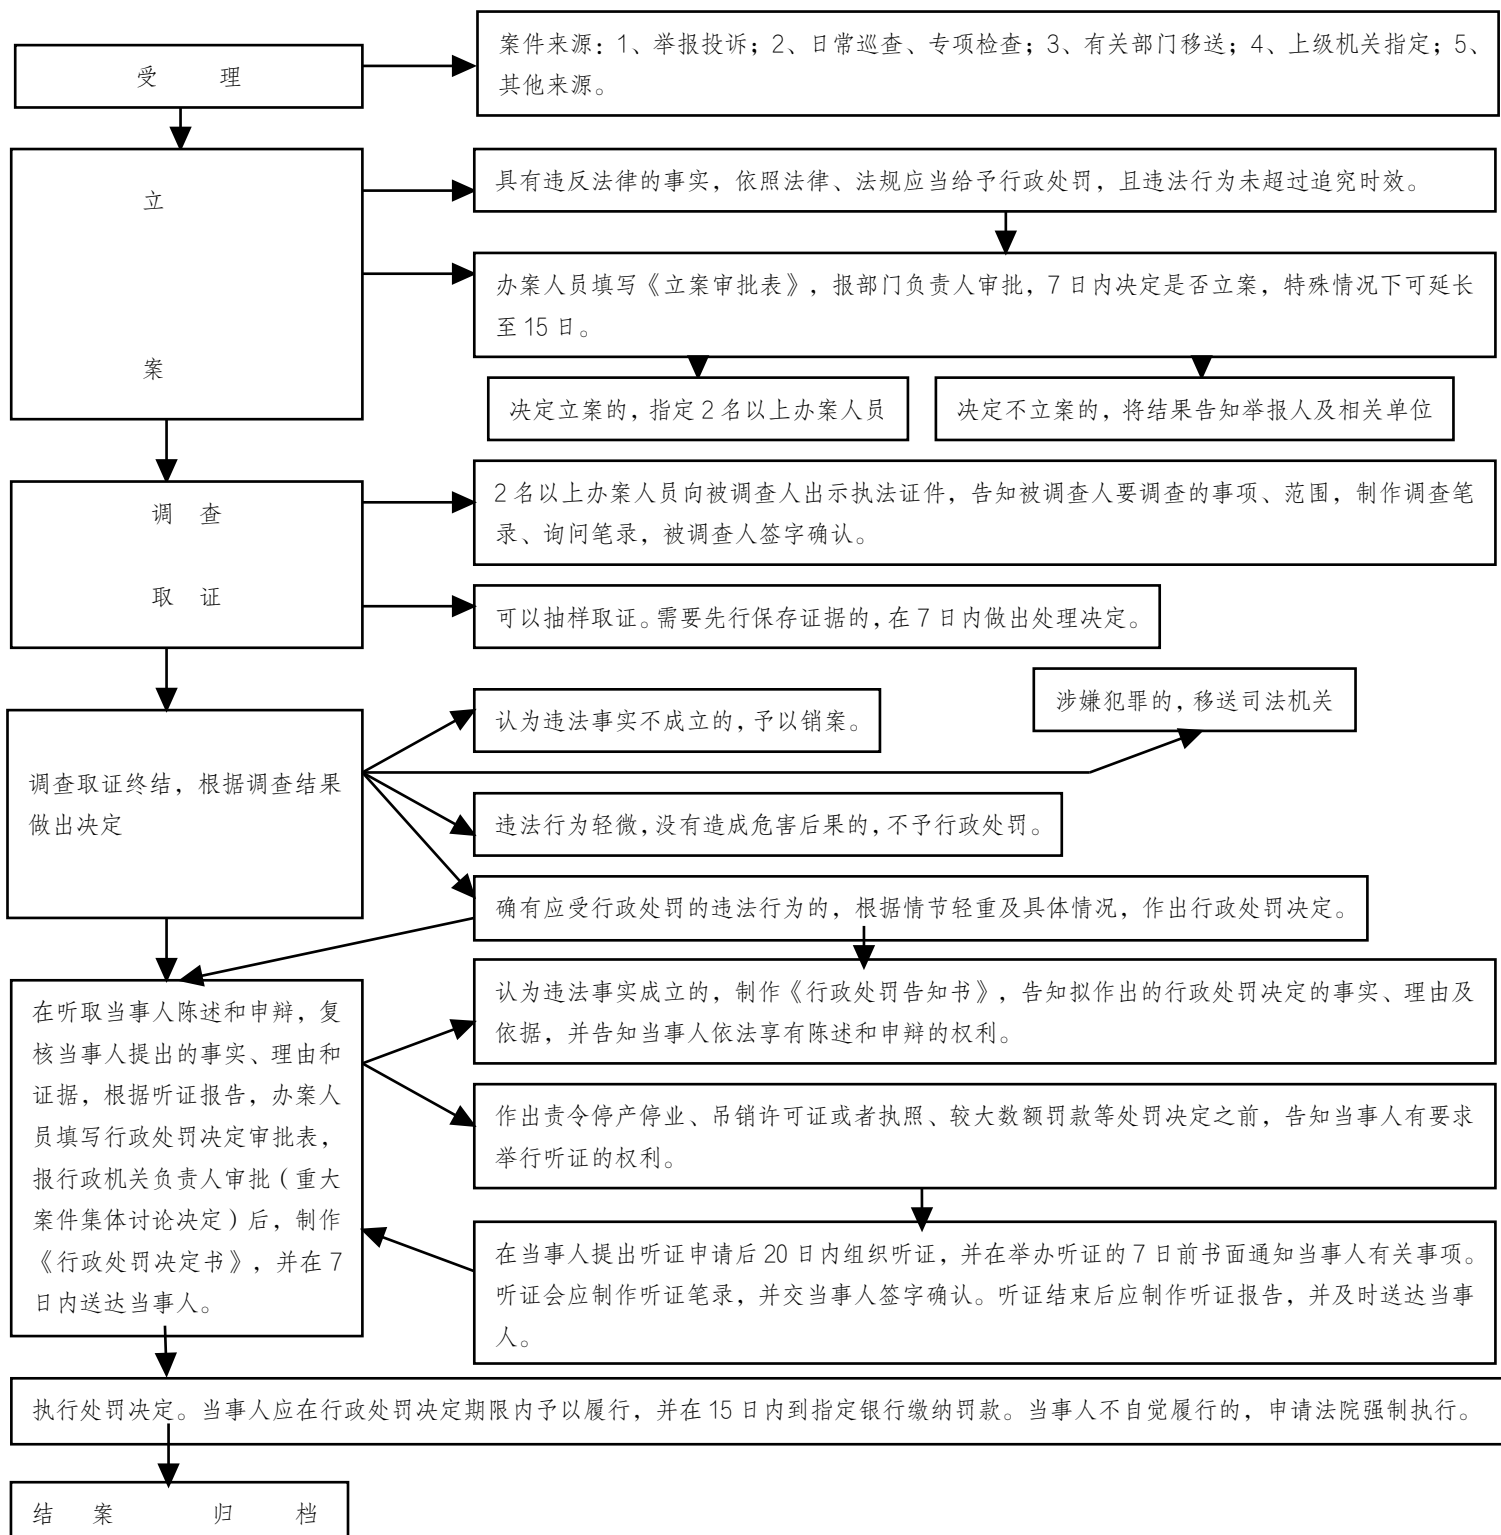 受 理
案件来源：1、举报投诉；2、日常巡查、专项检查；3、有关部门移送；4、上级机关指定；5、
其他来源。
立
案
具有违反法律的事实，依照法律、法规应当给予行政处罚，且违法行为未超过追究时效。
办案人员填写《立案审批表》，报部门负责人审批，7 日内决定是否立案，特殊情况下可延长
至 15 日。
决定立案的，指定 2 名以上办案人员
决定不立案的，将结果告知举报人及相关单位
调 查
取 证
2 名以上办案人员向被调查人出示执法证件，告知被调查人要调查的事项、范围，制作调查笔
录、询问笔录，被调查人签字确认。
可以抽样取证。需要先行保存证据的，在 7 日内做出处理决定。
调查取证终结，根据调查结果
做出决定
认为违法事实不成立的，予以销案。
涉嫌犯罪的，移送司法机关
违法行为轻微，没有造成危害后果的，不予行政处罚。
确有应受行政处罚的违法行为的，根据情节轻重及具体情况，作出行政处罚决定。
在听取当事人陈述和申辩，复
核当事人提出的事实、理由和
证据，根据听证报告，办案人
员填写行政处罚决定审批表，
报行政机关负责人审批（重大
案件集体讨论决定）后，制作
《行政处罚决定书》，并在 7
日内送达当事人。
认为违法事实成立的，制作《行政处罚告知书》，告知拟作出的行政处罚决定的事实、理由及
依据，并告知当事人依法享有陈述和申辩的权利。
作出责令停产停业、吊销许可证或者执照、较大数额罚款等处罚决定之前，告知当事人有要求
举行听证的权利。
在当事人提出听证申请后 20 日内组织听证，并在举办听证的 7 日前书面通知当事人有关事项。
听证会应制作听证笔录，并交当事人签字确认。听证结束后应制作听证报告，并及时送达当事
人。
执行处罚决定。当事人应在行政处罚决定期限内予以履行，并在 15 日内到指定银行缴纳罚款。当事人不自觉履行的，申请法院强制执行。
结 案 归 档